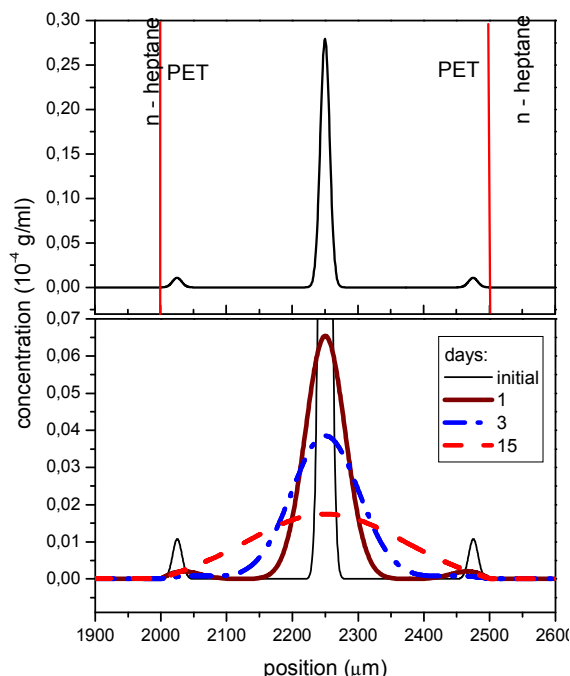 0,30
0,25
0,20
0,15
0,10
0,05
0,00
n - heptane
PET
PET
n - heptane
concentration (10⁻⁴ g/ml)
0,07
0,06
0,05
0,04
0,03
0,02
0,01
0,00
days:
initial
1
3
15
1900 2000 2100 2200 2300 2400 2500 2600
position (μm)